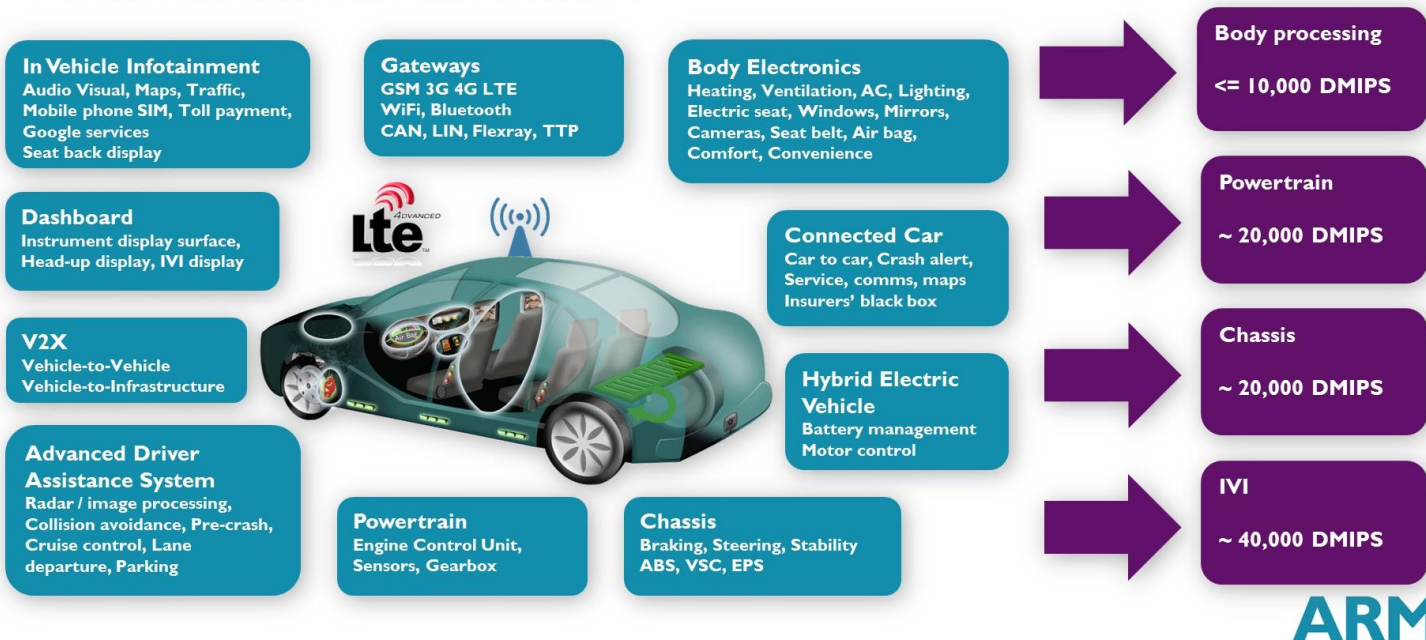 In Vehicle Infotainment
Audio Visual, Maps, Traffic,
Mobile phone SIM, Toll payment,
Google services
Seat back display
Gateways
GSM 3G 4G LTE
WiFi, Bluetooth
CAN, LIN, Flexray, TTP
Body Electronics
Heating, Ventilation, AC, Lighting,
Electric seat, Windows, Mirrors,
Cameras, Seat belt, Air bag,
Comfort, Convenience
Body processing
<= 10,000 DMIPS
Dashboard
Instrument display surface,
Head-up display, IVI display
Lte
4DVANCED
TM
Connected Car
Car to car, Crash alert,
Service, comms, maps
Insurers' black box
Powertrain
~ 20,000 DMIPS
V2X
Vehicle-to-Vehicle
Vehicle-to-Infrastructure
Air Bag
Hybrid Electric
Vehicle
Battery management
Motor control
Chassis
~ 20,000 DMIPS
Advanced Driver
Assistance System
Radar / image processing,
Collision avoidance, Pre-crash,
Cruise control, Lane
departure, Parking
Powertrain
Engine Control Unit,
Sensors, Gearbox
Chassis
Braking, Steering, Stability
ABS, VSC, EPS
IVI
~ 40,000 DMIPS
ARM